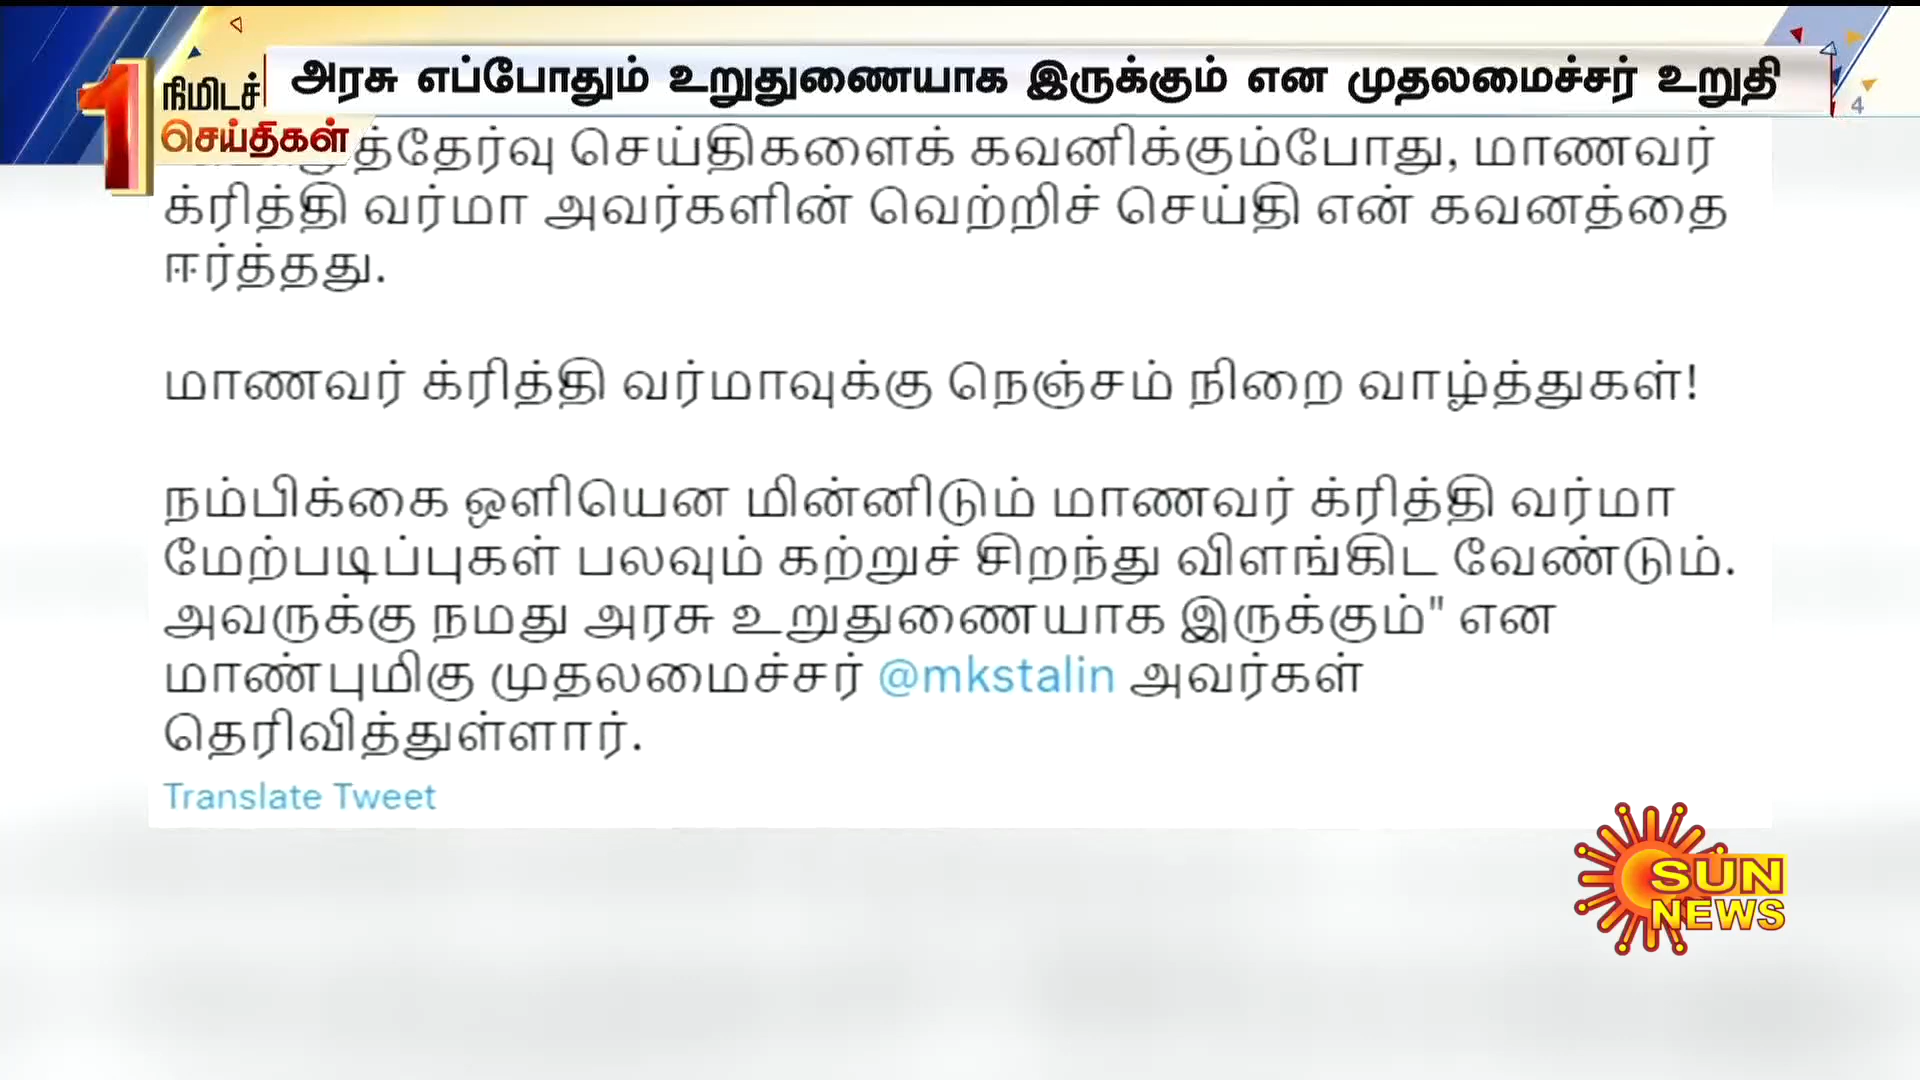 அரசு எப்போதும் உறுதுணையாக இருக்கும் என முதலமைச்சர் உறுதி
1 நிமிடச்
செய்திகள்
4
செய்திகளைக் கவனிக்கும்போது, மாணவர்
க்ரித்தி வர்மா அவர்களின் வெற்றிச் செய்தி என் கவனத்தை
ஈர்த்தது.
மாணவர் க்ரித்தி வர்மாவுக்கு நெஞ்சம் நிறை வாழ்த்துகள்!
நம்பிக்கை ஒளியென மின்னிடும் மாணவர் க்ரித்தி வர்மா
மேற்படிப்புகள் பலவும் கற்றுச் சிறந்து விளங்கிட வேண்டும்.
அவருக்கு நமது அரசு உறுதுணையாக இருக்கும்" என
மாண்புமிகு முதலமைச்சர் @mkstalin அவர்கள்
தெரிவித்துள்ளார்.
Translate Tweet
SUN
NEWS